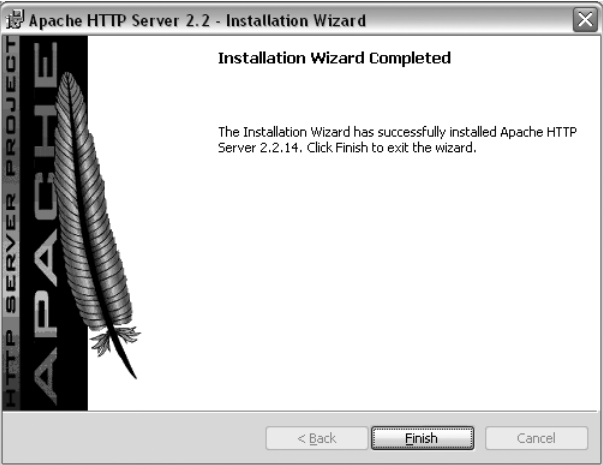 Apache HTTP Server 2.2 - Installation Wizard
HTTP SERVER PROJECT
APACHE
Installation Wizard Completed
The Installation Wizard has successfully installed Apache HTTP
Server 2.2.14. Click Finish to exit the wizard.
< Back
Finish
Cancel